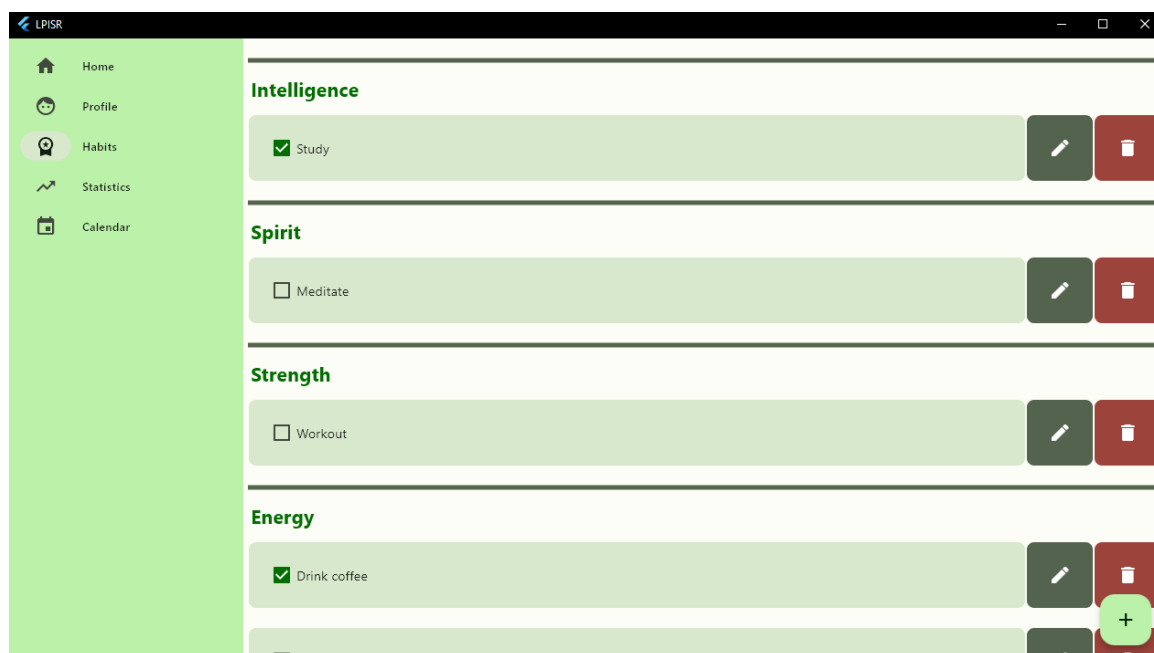 LPISR
Home
Profile
Habits
Statistics
Calendar
Intelligence
Study
Spirit
Meditate
Strength
Workout
Energy
Drink coffee